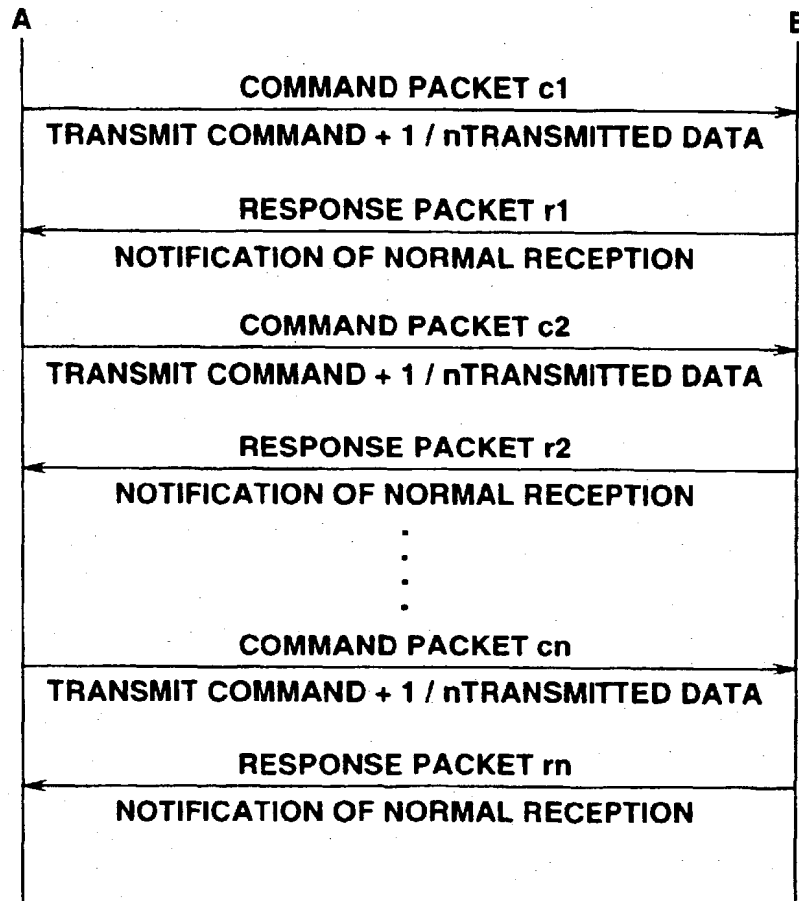 A
B
COMMAND PACKET c1
TRANSMIT COMMAND + 1 / nTRANSMITTED DATA
RESPONSE PACKET r1
NOTIFICATION OF NORMAL RECEPTION
COMMAND PACKET c2
TRANSMIT COMMAND + 1 / nTRANSMITTED DATA
RESPONSE PACKET r2
NOTIFICATION OF NORMAL RECEPTION
COMMAND PACKET cn
TRANSMIT COMMAND + 1 / nTRANSMITTED DATA
RESPONSE PACKET rn
NOTIFICATION OF NORMAL RECEPTION